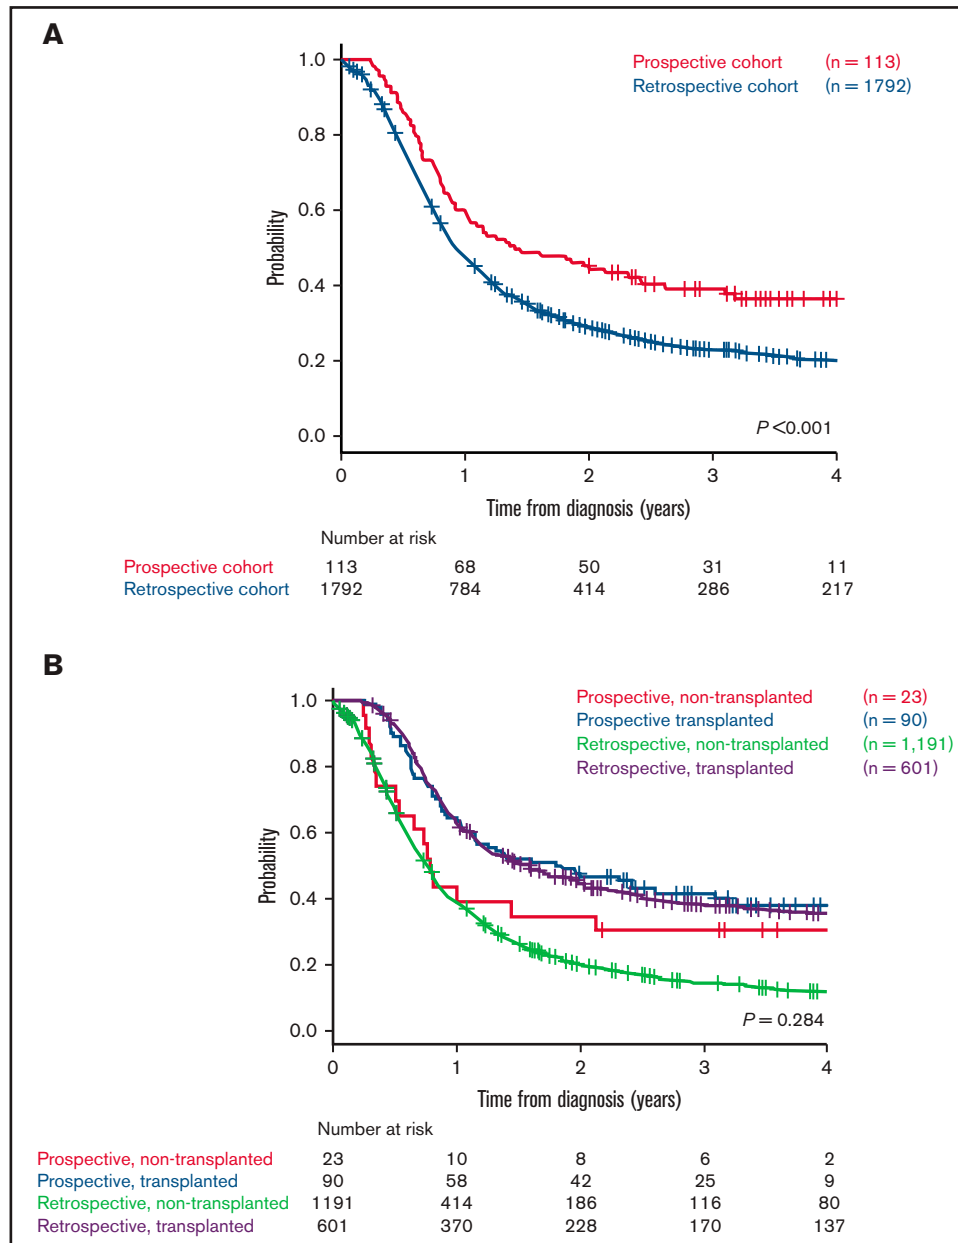 A
Prospective cohort (n = 113)
Retrospective cohort (n = 1792)
1.0
0.8
0.6
0.4
0.2
0.0
Probability
P <0.001
0 1 2 3 4
Time from diagnosis (years)
Number at risk
Prospective cohort 113 68 50 31 11
Retrospective cohort 1792 784 414 286 217
B
Prospective, non-transplanted (n = 23)
Prospective transplanted (n = 90)
Retrospective, non-transplanted (n = 1,191)
Retrospective, transplanted (n = 601)
1.0
0.8
0.6
0.4
0.2
0.0
Probability
P = 0.284
0 1 2 3 4
Time from diagnosis (years)
Number at risk
Prospective, non-transplanted 23 10 8 6 2
Prospective, transplanted 90 58 42 25 9
Retrospective, non-transplanted 1191 414 186 116 80
Retrospective, transplanted 601 370 228 170 137